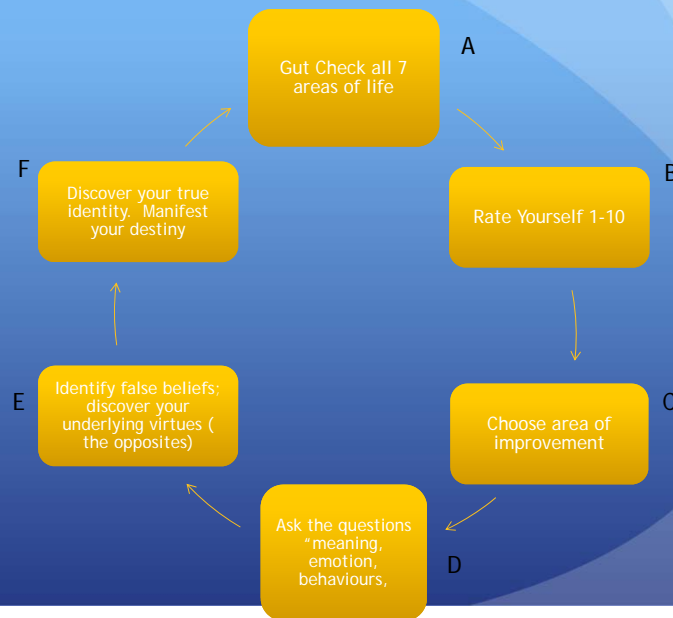 A
Gut Check all 7
areas of life
B
Rate Yourself 1-10
C
Choose area of
improvement
D
Ask the questions
“meaning,
emotion,
behaviours,
E
Identify false beliefs;
discover your
underlying virtues (
the opposites)
F
Discover your true
identity. Manifest
your destiny